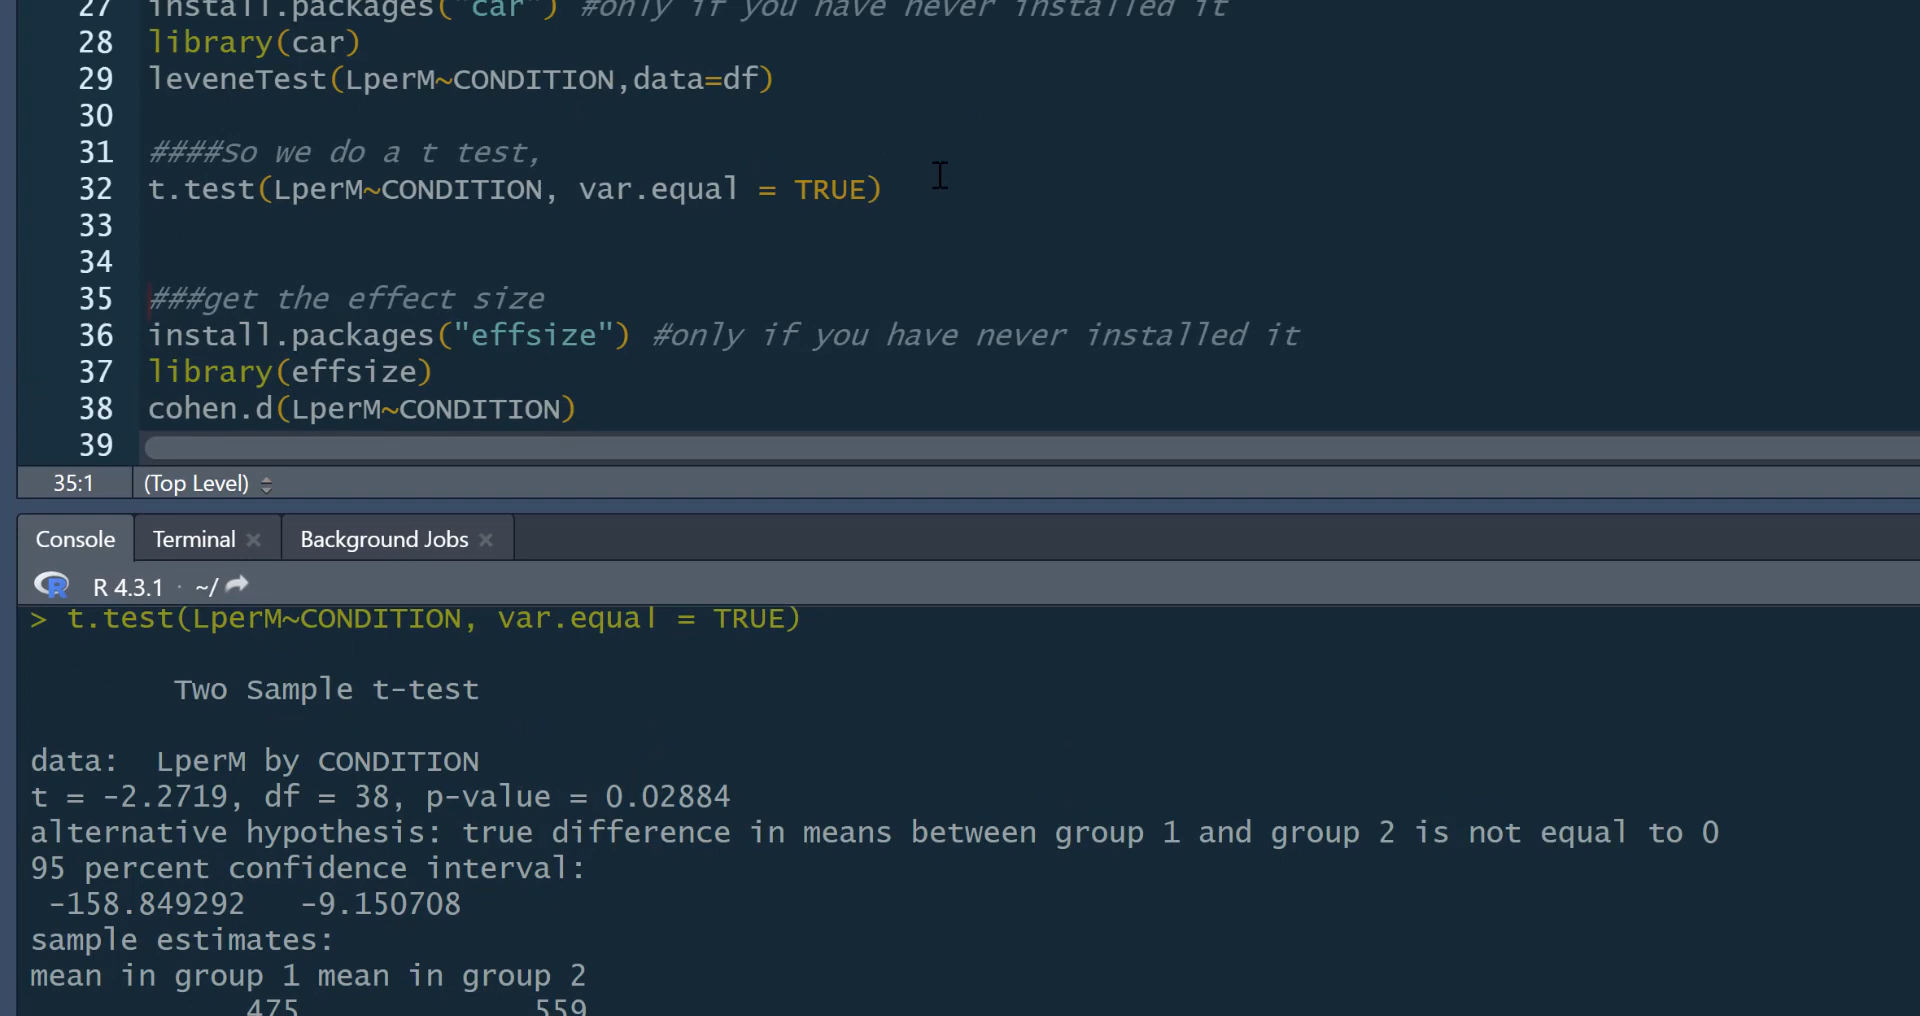 27 install.packages("car") #only if you have never installed it
28 library(car)
29 leveneTest(LperM~CONDITION,data=df)
30
31 ####So we do a t test,
32 t.test(LperM~CONDITION, var.equal = TRUE)
33
34
35 ###get the effect size
36 install.packages("effsize") #only if you have never installed it
37 library(effsize)
38 cohen.d(LperM~CONDITION)
39
35:1 (Top Level)
Console Terminal Background Jobs
R R 4.3.1 · ~/
> t.test(LperM~CONDITION, var.equal = TRUE)
Two Sample t-test
data: LperM by CONDITION
t = -2.2719, df = 38, p-value = 0.02884
alternative hypothesis: true difference in means between group 1 and group 2 is not equal to 0
95 percent confidence interval:
-158.849292 -9.150708
sample estimates:
mean in group 1 mean in group 2
475 559